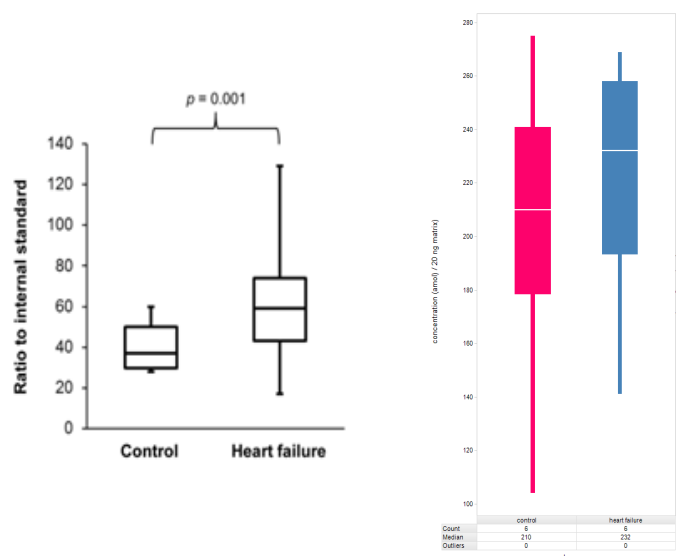 p = 0.001
140
120
100
80
60
40
20
0
Ratio to internal standard
Control
Heart failure
280
260
240
220
200
180
160
140
120
100
concentration (amol) / 20 ng matrix)
control heart failure
Count 6 6
Median 210 232
Outliers 0 0